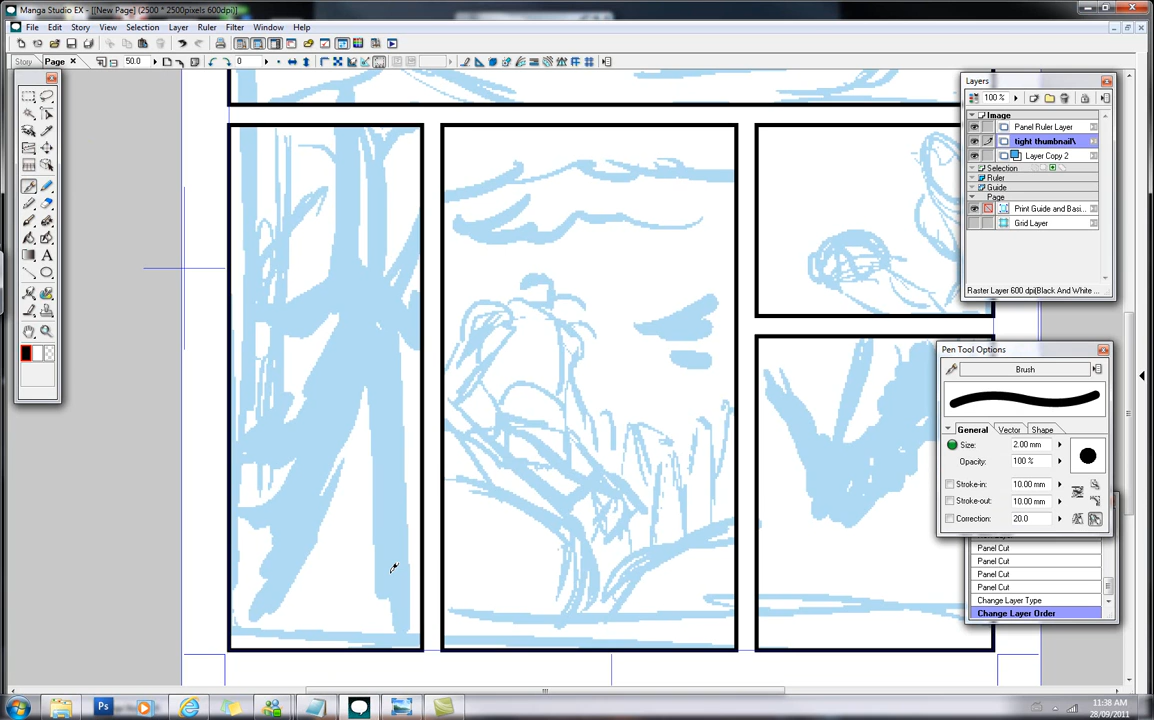 Manga Studio EX - [[New Page] (2500 * 2500pixels 600dpi)]
File Edit Story View Selection Layer Ruler Filter Window Help
Story Page 50.0 0
Layers
100 %
Image
Panel Ruler Layer
tight thumbnail\
Layer Copy 2
Selection
Ruler
Guide
Page
Print Guide and Basi...
Grid Layer
Raster Layer 600 dpi(Black And White ...
Pen Tool Options
Brush
General Vector Shape
Size: 2.00 mm
Opacity: 100 %
Stroke-in: 10.00 mm
Stroke-out: 10.00 mm
Correction: 20.0
Panel Cut
Panel Cut
Panel Cut
Panel Cut
Change Layer Type
Change Layer Order
A
Ps
11:38 AM
28/09/2011